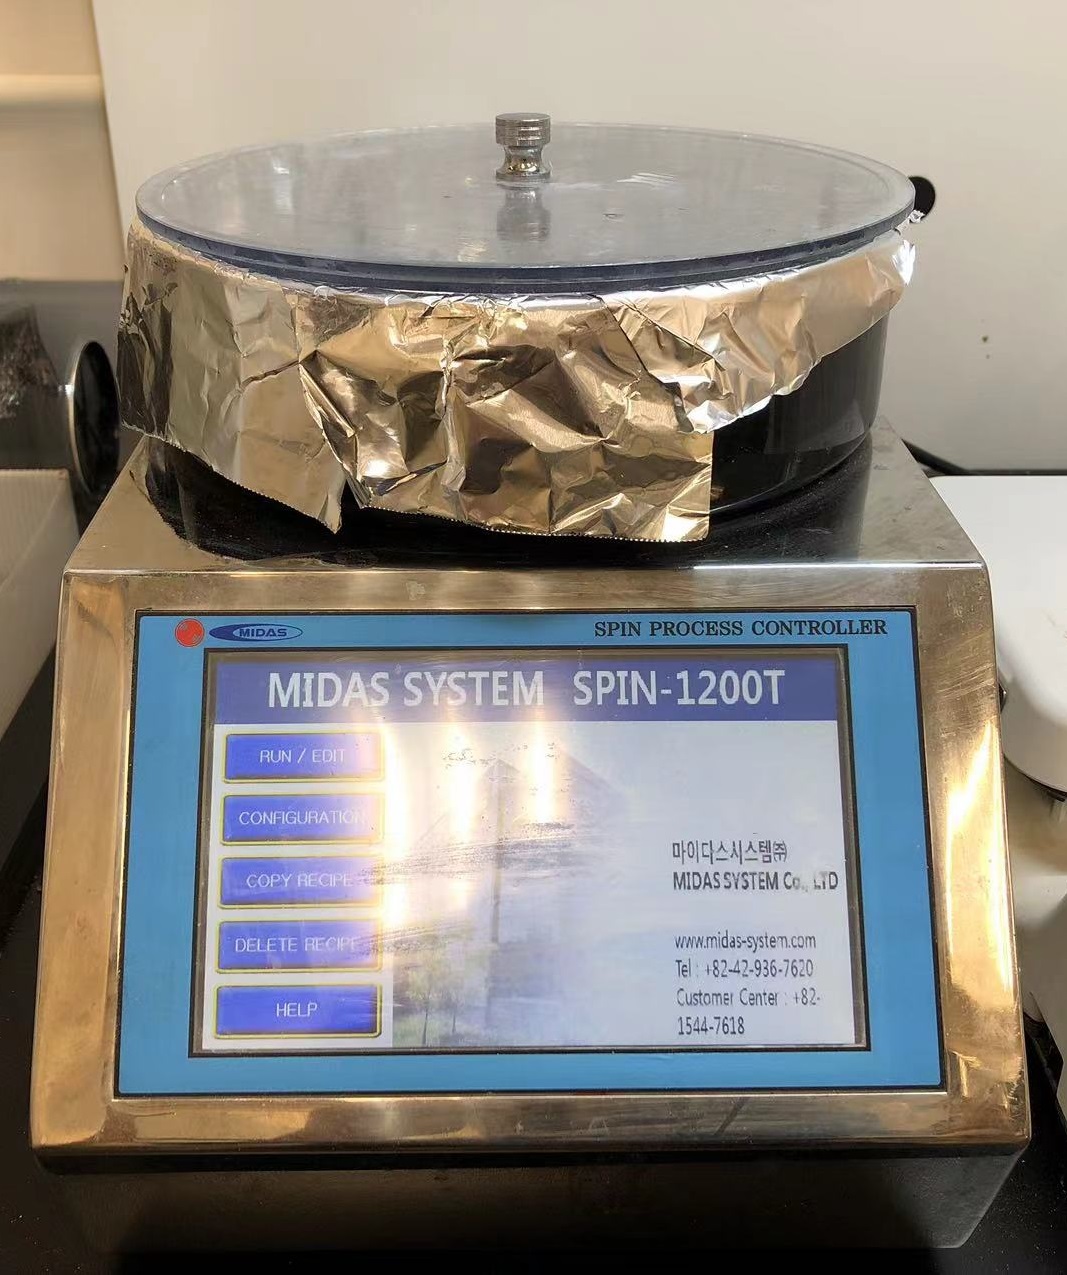 MIDAS
SPIN PROCESS CONTROLLER
MIDAS SYSTEM SPIN-1200T
RUN / EDIT
CONFIGURATION
COPY RECIPE
DELETE RECIPE
HELP
마이다스시스템㈜
MIDAS SYSTEM Co., LTD
www.midas-system.com
Tel : +82-42-936-7620
Customer Center : +82-
1544-7618